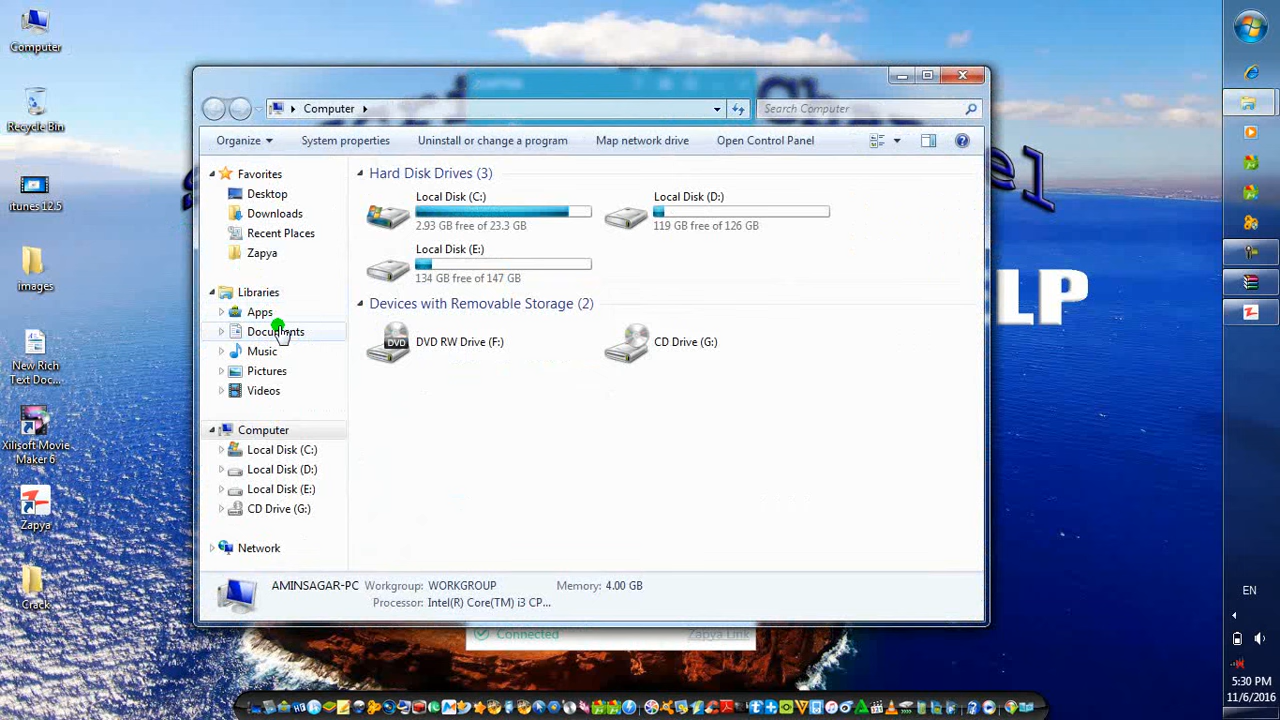 Computer
Recycle Bin
itunes 12.5
images
New Rich
Text Doc...
Xilisoft Movie
Maker 6
Zapya
Crack
Computer
Search Computer
Organize
System properties
Uninstall or change a program
Map network drive
Open Control Panel
Favorites
Desktop
Downloads
Recent Places
Zapya
Libraries
Apps
Documents
Music
Pictures
Videos
Computer
Local Disk (C:)
Local Disk (D:)
Local Disk (E:)
CD Drive (G:)
Network
Hard Disk Drives (3)
Local Disk (C:)
2.93 GB free of 23.3 GB
Local Disk (D:)
119 GB free of 126 GB
Local Disk (E:)
134 GB free of 147 GB
Devices with Removable Storage (2)
DVD
DVD RW Drive (F:)
CD Drive (G:)
AMINSAGAR-PC
Workgroup: WORKGROUP
Memory: 4.00 GB
Processor: Intel(R) Core(TM) i3 CP...
Connected
Zapya Link
LP
EN
5:30 PM
11/6/2016